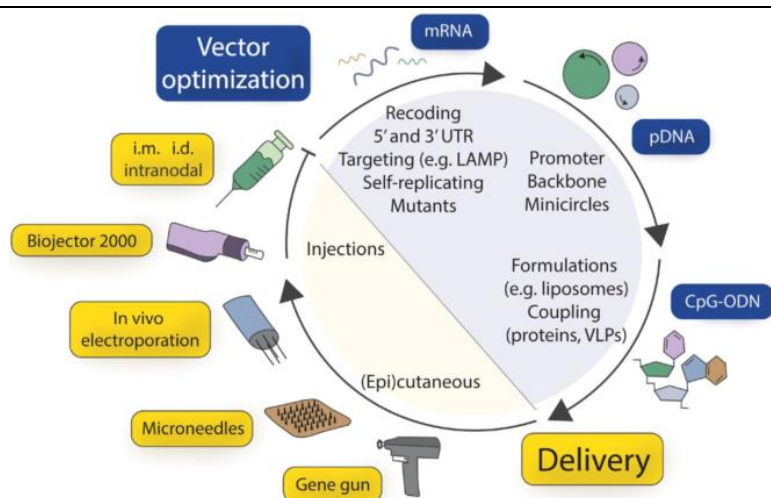 Vector
optimization
mRNA
pDNA
CpG-ODN
Recoding
5' and 3' UTR
Targeting (e.g. LAMP)
Self-replicating
Mutants
Promoter
Backbone
Minicircles
Formulations
(e.g. liposomes)
Coupling
(proteins, VLPs)
i.m. i.d.
intranodal
Biojector 2000
In vivo
electroporation
Microneedles
Gene gun
Injections
(Epi)cutaneous
Delivery